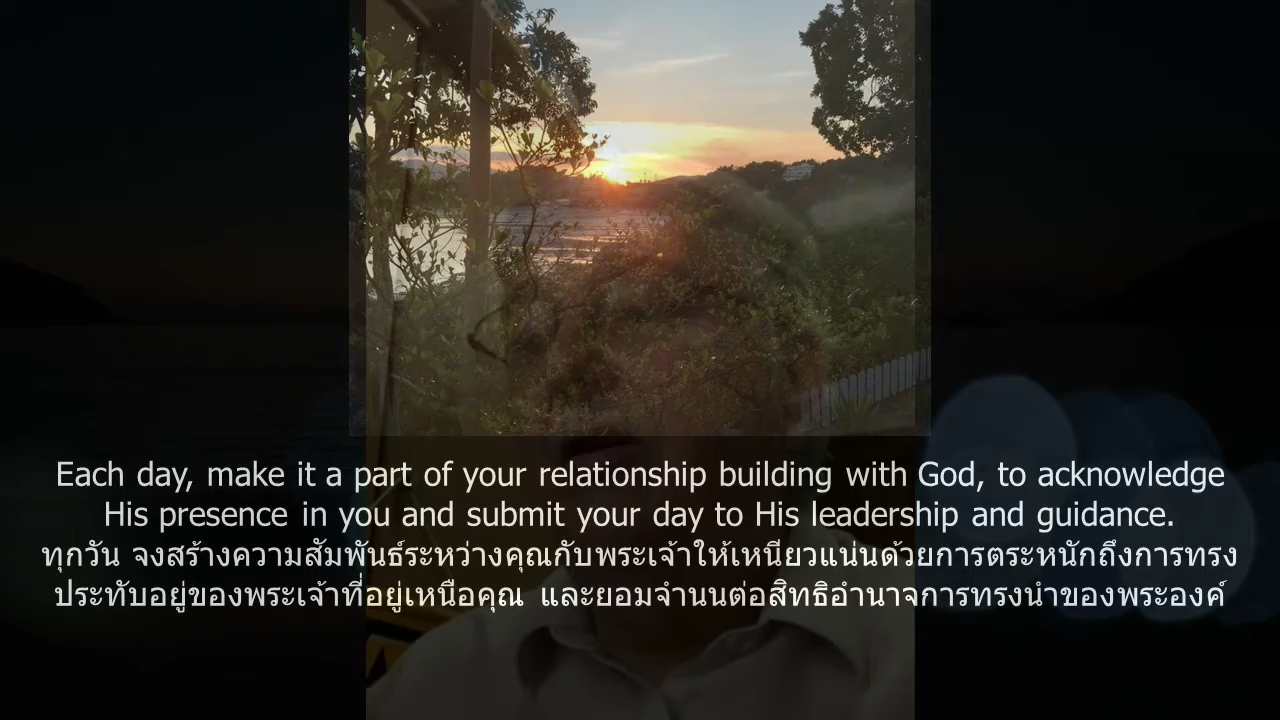 Each day, make it a part of your relationship building with God, to acknowledge
His presence in you and submit your day to His leadership and guidance.
ทุกวัน จงสร้างความสัมพันธ์ระหว่างคุณกับพระเจ้าให้เหนียวแน่นด้วยการตระหนักถึงการทรง
ประทับอยู่ของพระเจ้าที่อยู่เหนือคุณ และยอมจำนนต่อสิทธิอำนาจการทรงนำของพระองค์